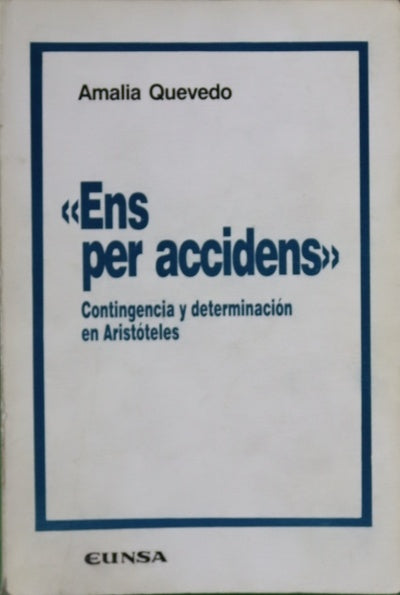 Amalia Quevedo
«Ens
per accidens»
Contingencia y determinación
en Aristóteles
EUNSA